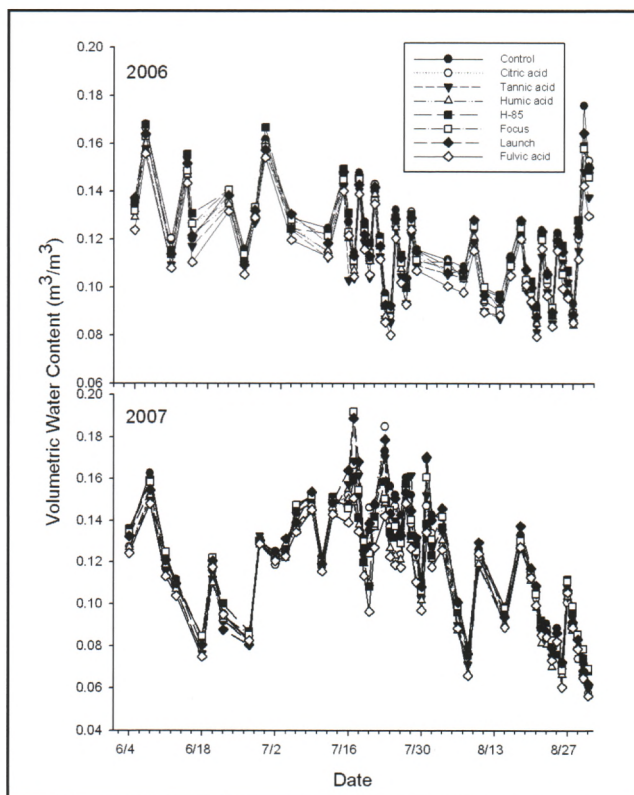 0.20
2006
0.18
0.16
0.14
0.12
0.10
0.08
0.06
Control
Citric acid
Tannic acid
Humic acid
H-85
Focus
Launch
Fulvic acid
Volumetric Water Content (m³/m³)
0.20
2007
0.18
0.16
0.14
0.12
0.10
0.08
0.06
0.04
6/4
6/18
7/2
7/16
7/30
8/13
8/27
Date